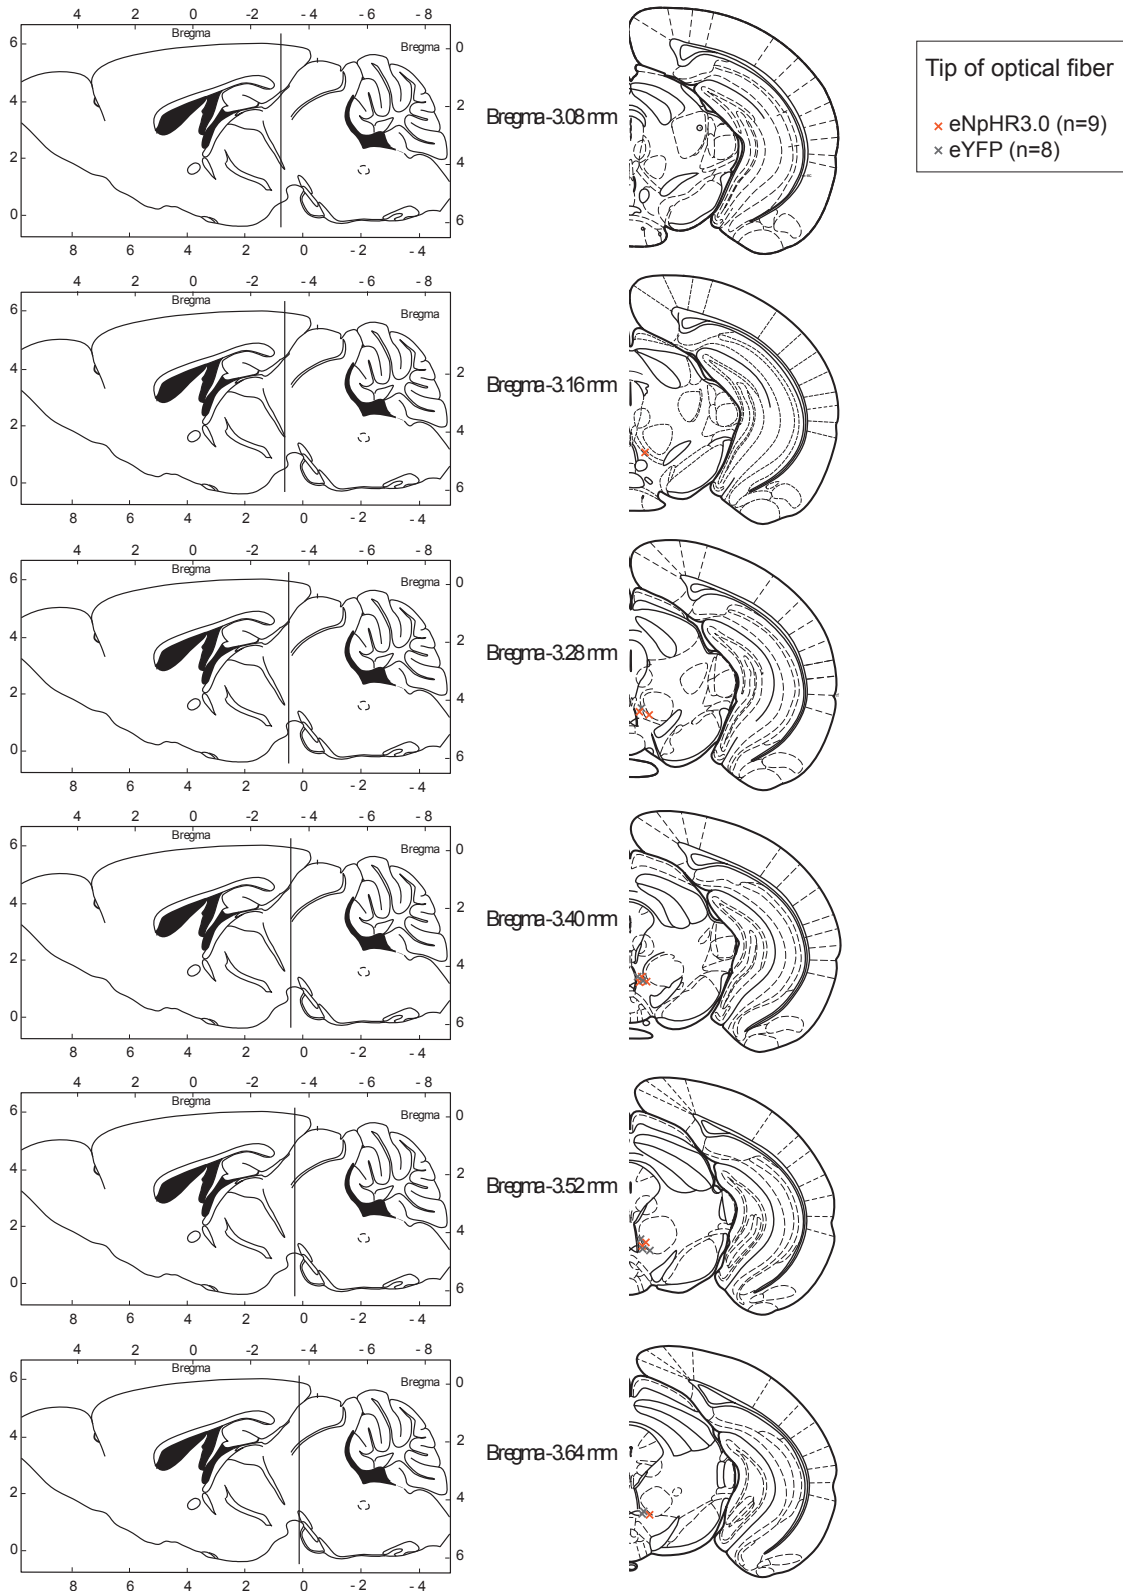 4 2 0 -2 - 4 - 6 - 8
Bregma
Bregma
6
4
2
0
0
2
4
6
8 6 4 2 0 - 2 - 4
Bregma-3.08 mm
Tip of optical fiber
× eNpHR3.0 (n=9)
× eYFP (n=8)
4 2 0 -2 - 4 - 6 - 8
Bregma
Bregma
6
4
2
0
2
4
6
8 6 4 2 0 - 2 - 4
Bregma-3.16 mm
4 2 0 -2 - 4 - 6 - 8
Bregma
Bregma
6
4
2
0
0
2
4
6
8 6 4 2 0 - 2 - 4
Bregma-3.28 mm
4 2 0 -2 - 4 - 6 - 8
Bregma
Bregma
6
4
2
0
0
2
4
6
8 6 4 2 0 - 2 - 4
Bregma-3.40 mm
4 2 0 -2 - 4 - 6 - 8
Bregma
Bregma
6
4
2
0
0
2
4
6
8 6 4 2 0 - 2 - 4
Bregma-3.52 mm
4 2 0 -2 - 4 - 6 - 8
Bregma
Bregma
6
4
2
0
0
2
4
6
8 6 4 2 0 - 2 - 4
Bregma-3.64 mm